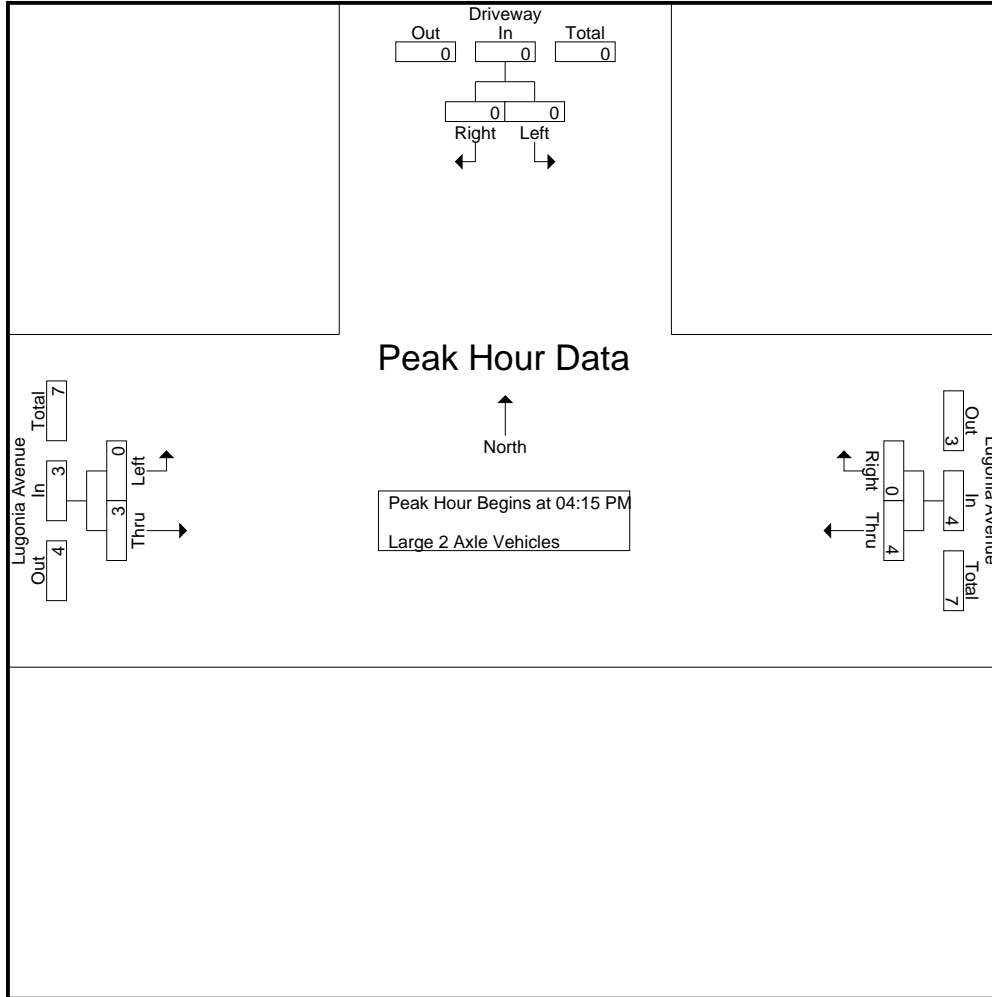 Driveway
Out In Total
0 0 0
0 0
Right Left
Peak Hour Data
North
Peak Hour Begins at 04:15 PM
Large 2 Axle Vehicles
Lugonia Avenue
Out In Total
4 3 7
3 0
Thru Left
Lugonia Avenue
Out In Total
3 4 7
0 4
Right Thru